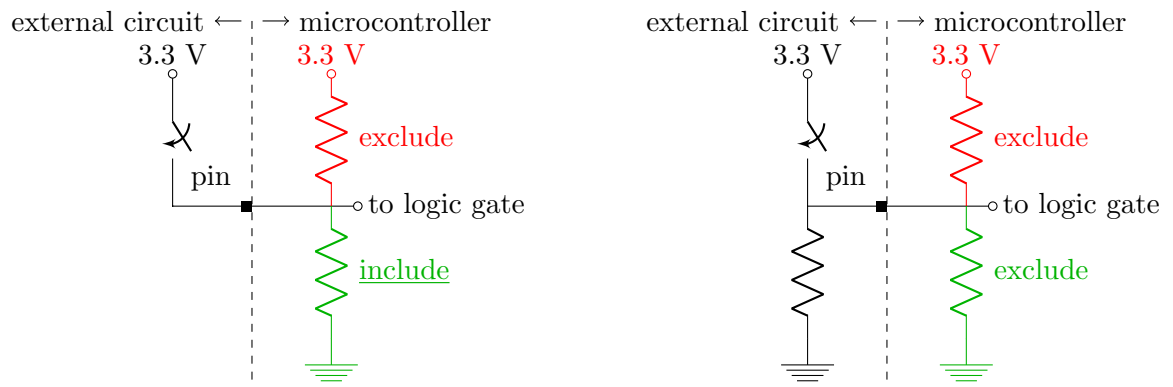 external circuit ← → microcontroller
3.3 V 3.3 V
exclude
pin
to logic gate
include
external circuit ← → microcontroller
3.3 V 3.3 V
exclude
pin
to logic gate
exclude